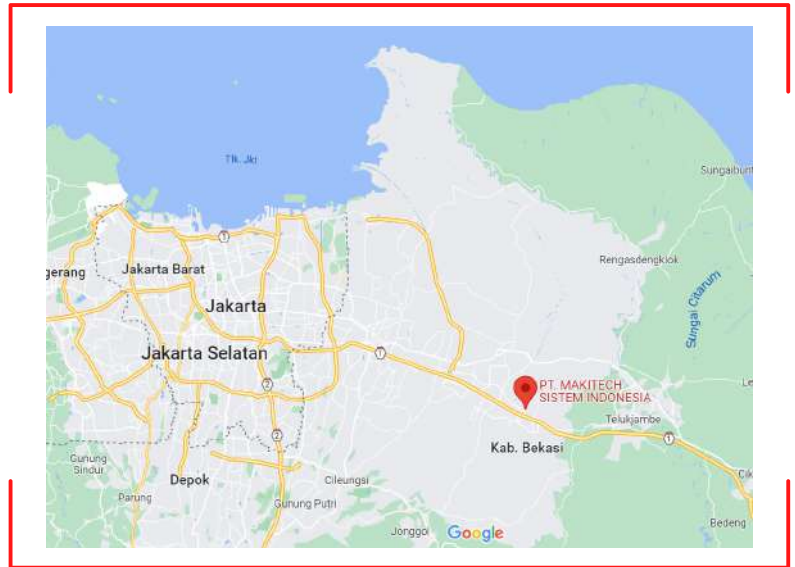 Tlk. Jkt
Sungaibunt
1
gerang
Jakarta Barat
Rengasdengklok
Sungai Citarum
Jakarta
Jakarta Selatan
1
2
PT. MAKITECH
SISTEM INDONESIA
Le
Telukjambe
2
1
Kab. Bekasi
Gunung
Sindur
Depok
Cileungsi
Cik
Parung
Gunung Putri
Jonggol
Google
Bedeng